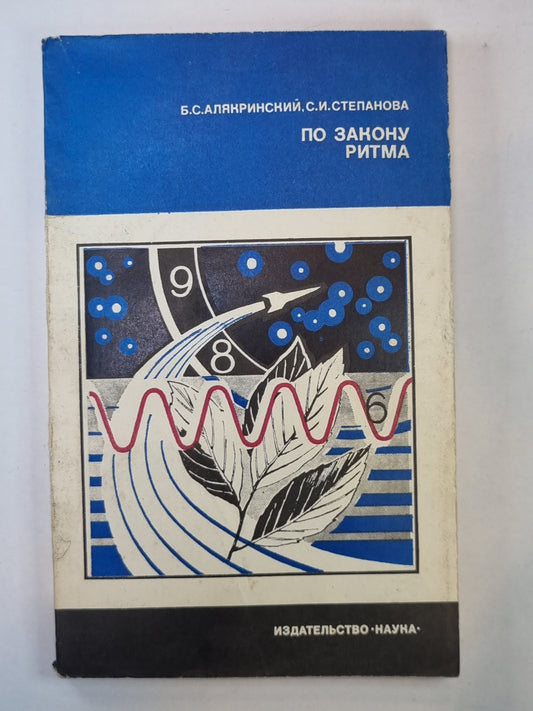 Б.С.АЛЯКРИНСКИЙ, С.И.СТЕПАНОВА
ПО ЗАКОНУ
РИТМА
9
8
6
ИЗДАТЕЛЬСТВО «НАУКА»